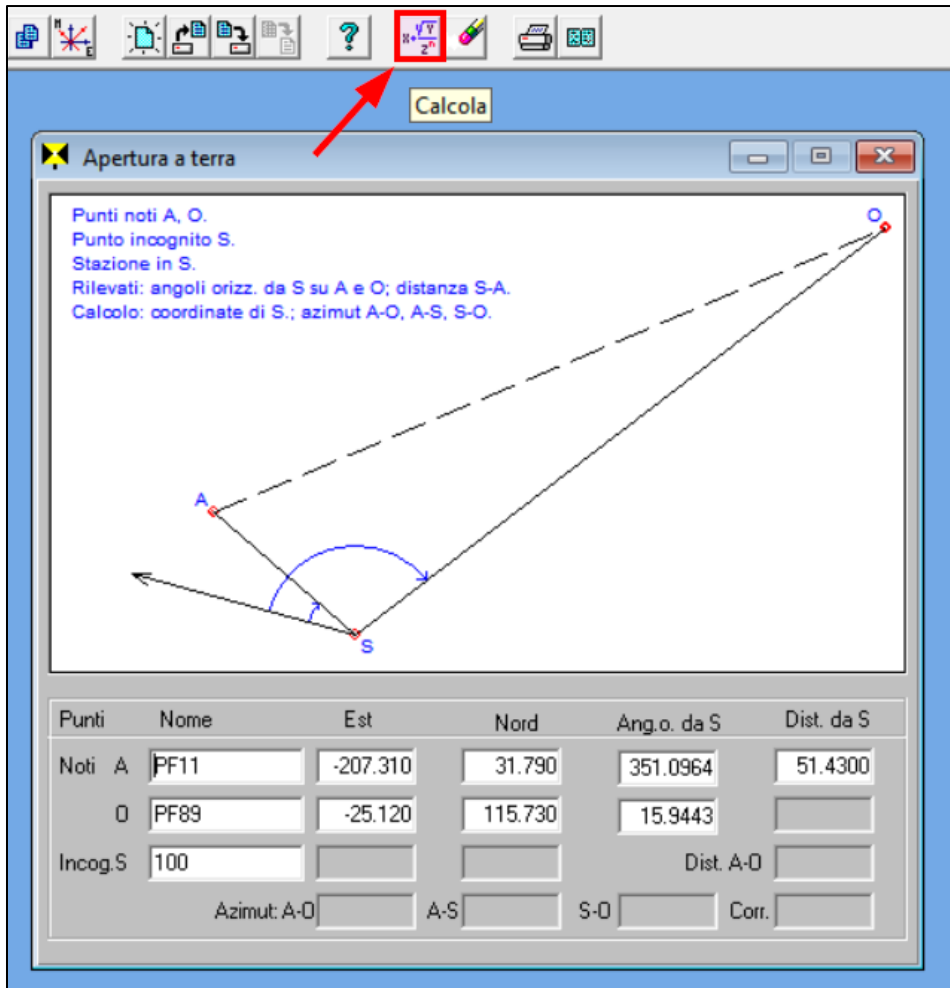 Calcola
Apertura a terra
Punti noti A, O.
Punto incognito S.
Stazione in S.
Rilevati: angoli orizz. da S su A e O; distanza S-A.
Calcolo: coordinate di S.; azimut A-O, A-S, S-O.
O
A
S
Punti Nome Est Nord Ang.o. da S Dist. da S
Noti A PF11 -207.310 31.790 351.0964 51.4300
O PF89 -25.120 115.730 15.9443
Incog.S 100 Dist. A-O
Azimut: A-O A-S S-O Corr.